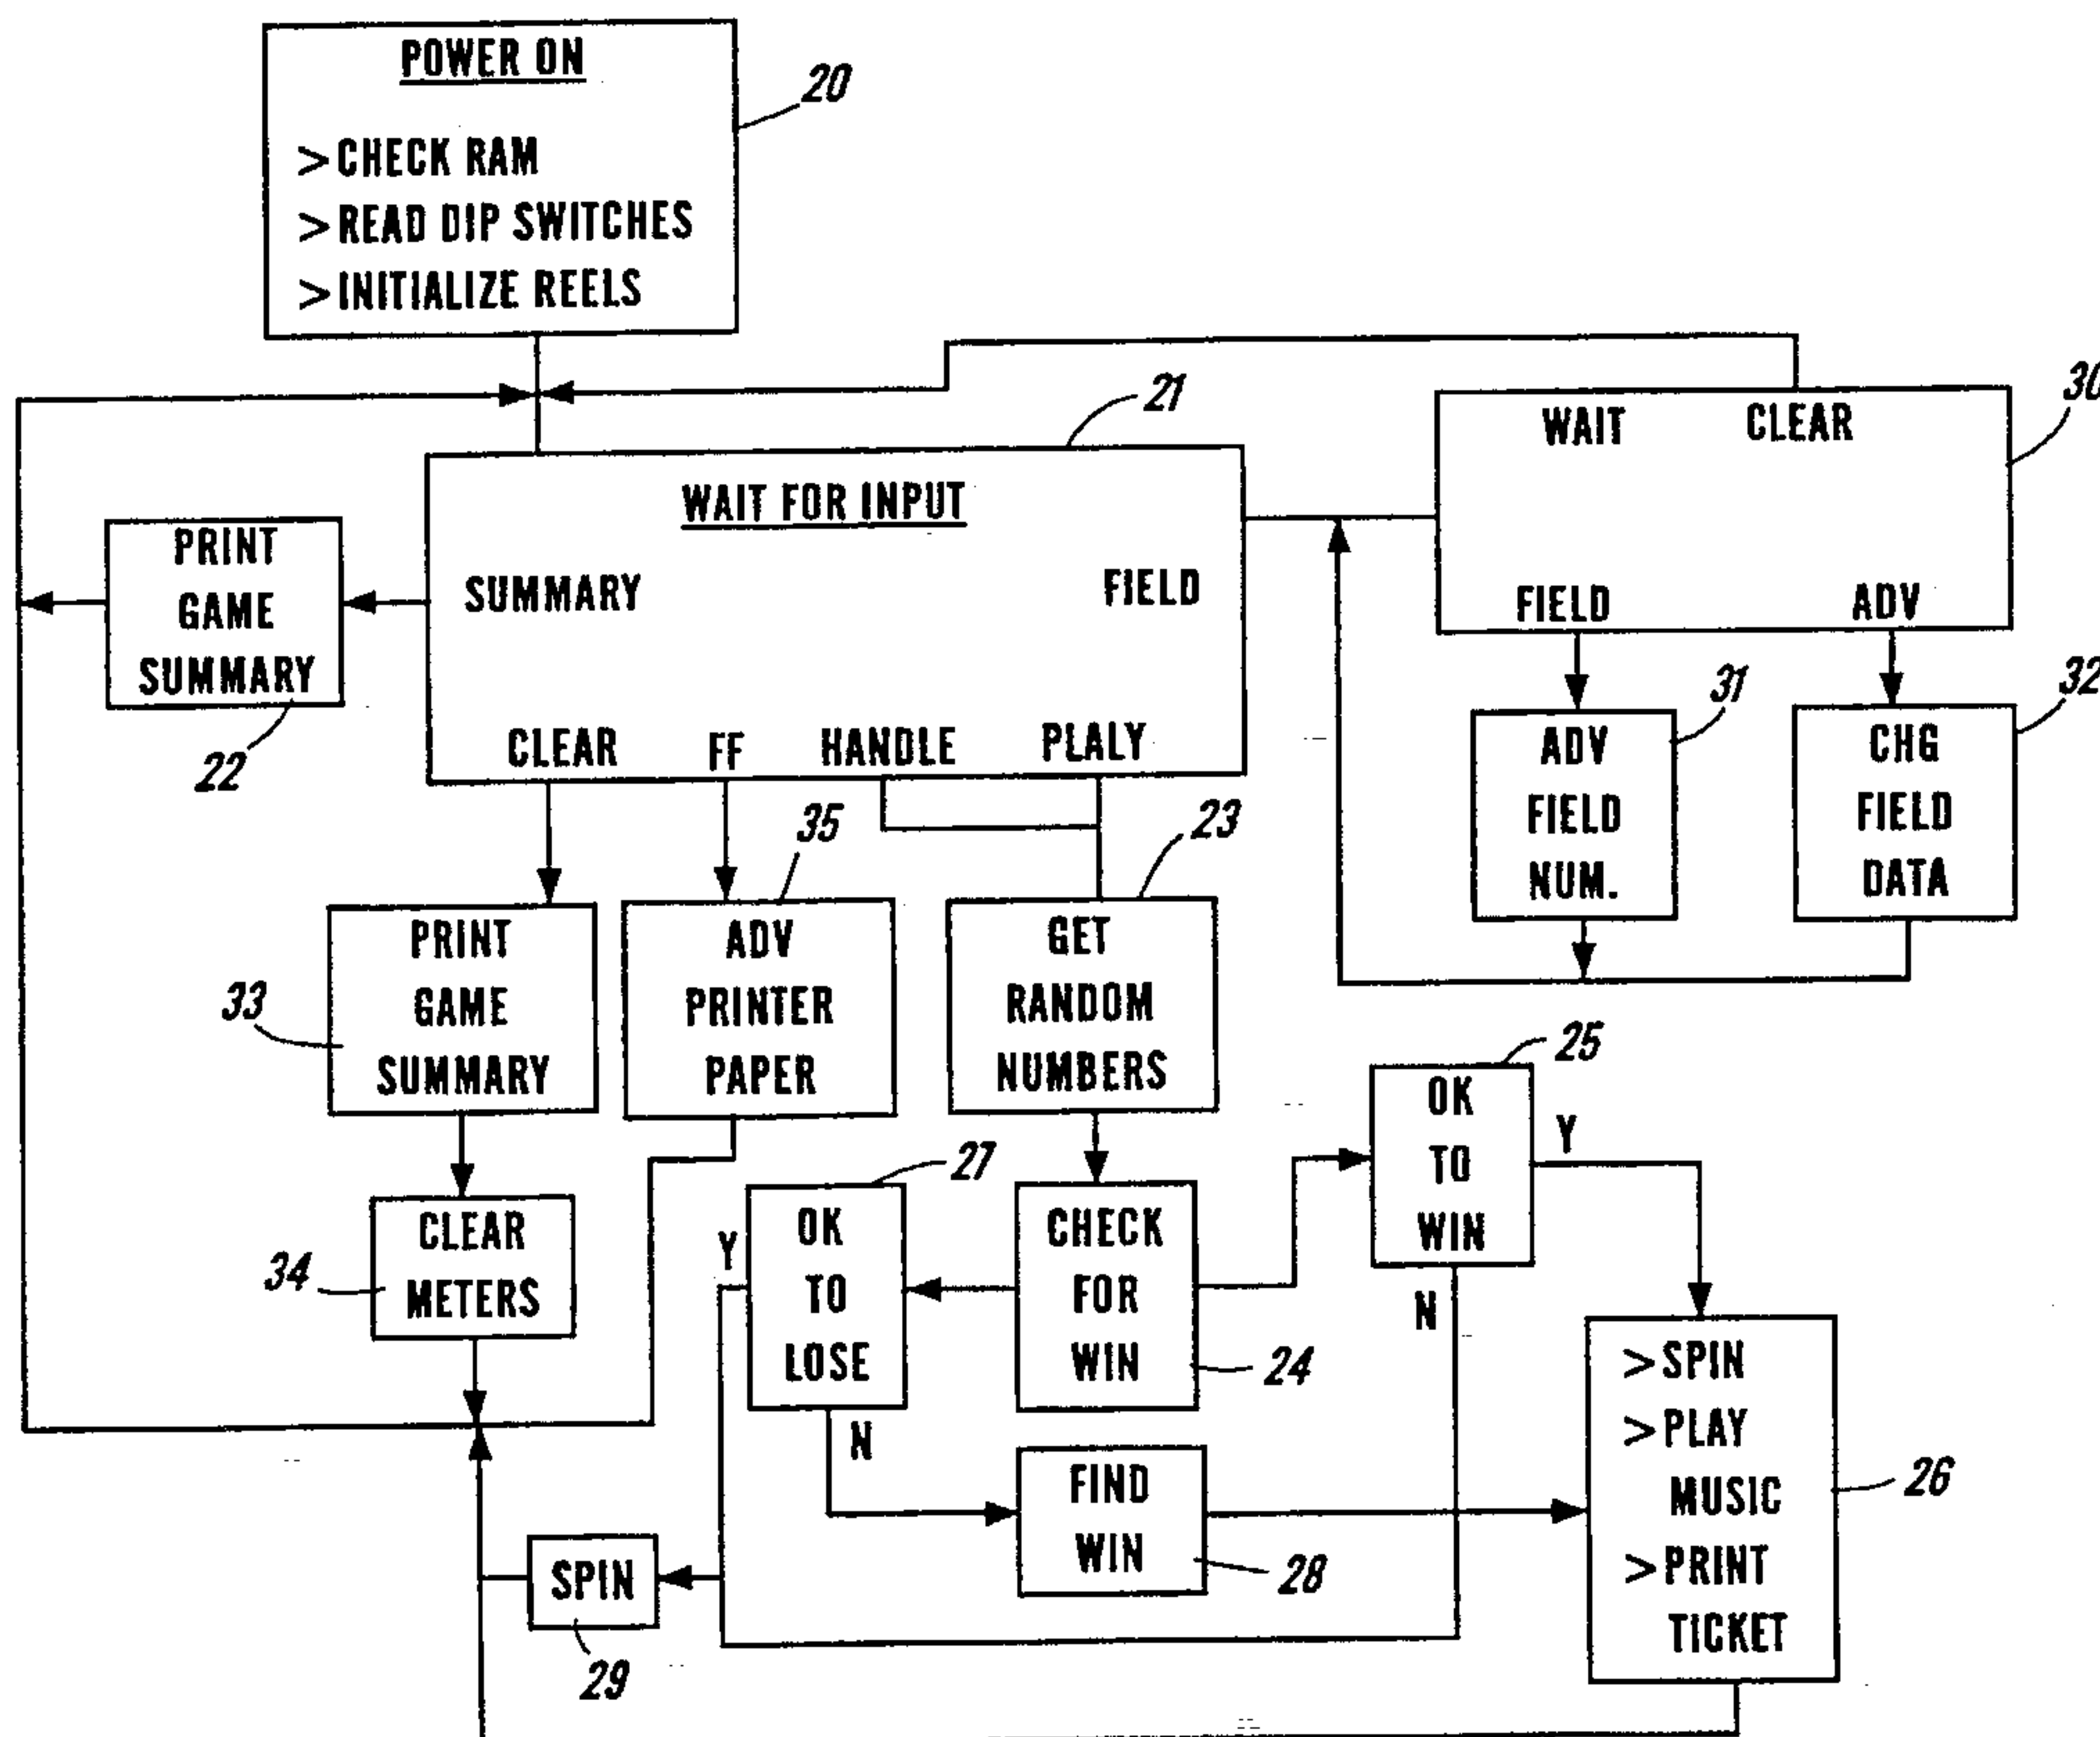 POWER ON
>CHECK RAM
>READ DIP SWITCHES
>INITIALIZE REELS
20
21
WAIT FOR INPUT
SUMMARY
FIELD
CLEAR
FF
HANDLE
PLALY
WAIT
CLEAR
FIELD
ADV
30
PRINT
GAME
SUMMARY
22
ADV
FIELD
NUM.
31
CHG
FIELD
DATA
32
PRINT
GAME
SUMMARY
33
ADV
PRINTER
PAPER
35
GET
RANDOM
NUMBERS
23
CLEAR
METERS
34
OK
TO
LOSE
27
Y
N
CHECK
FOR
WIN
24
OK
TO
WIN
25
Y
N
FIND
WIN
28
>SPIN
>PLAY
MUSIC
>PRINT
TICKET
26
SPIN
29